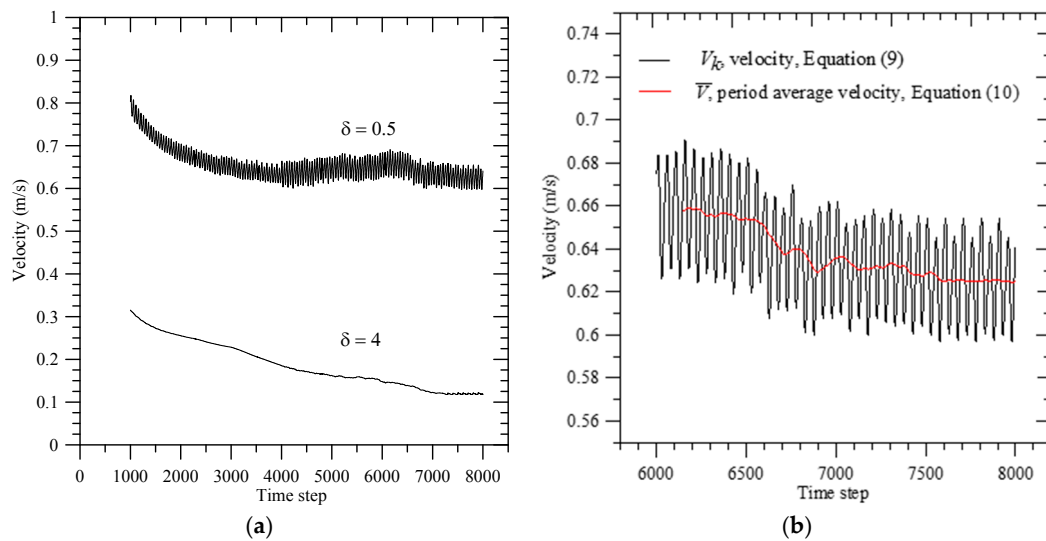 1
0.9
0.8
0.7
0.6
0.5
0.4
0.3
0.2
0.1
0
Velocity (m/s)
δ = 0.5
δ = 4
0 1000 2000 3000 4000 5000 6000 7000 8000
Time step
(a)
0.74
0.72
0.7
0.68
0.66
0.64
0.62
0.6
0.58
0.56
Velocity (m/s)
Vk, velocity, Equation (9)
V̅, period average velocity, Equation (10)
6000 6500 7000 7500 8000
Time step
(b)